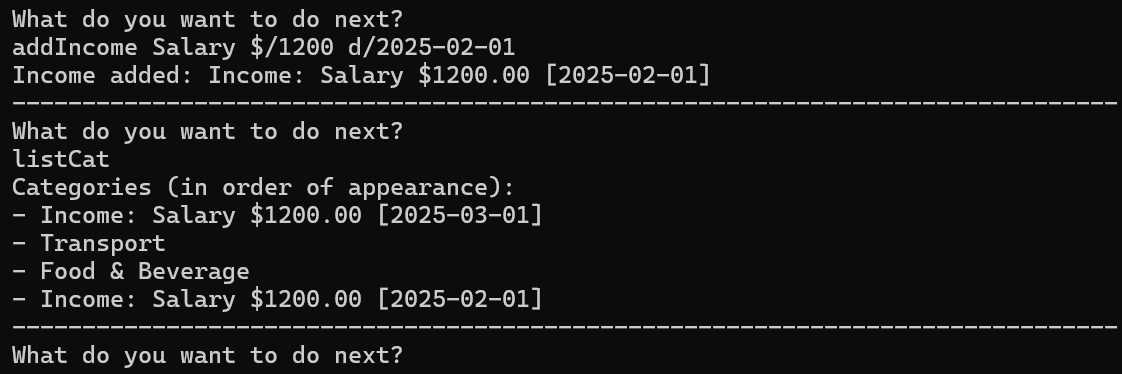 What do you want to do next?
addIncome Salary $/1200 d/2025-02-01
Income added: Income: Salary $1200.00 [2025-02-01]
-------------------------------------------------------------------------------
What do you want to do next?
listCat
Categories (in order of appearance):
- Income: Salary $1200.00 [2025-03-01]
- Transport
- Food & Beverage
- Income: Salary $1200.00 [2025-02-01]
-------------------------------------------------------------------------------
What do you want to do next?